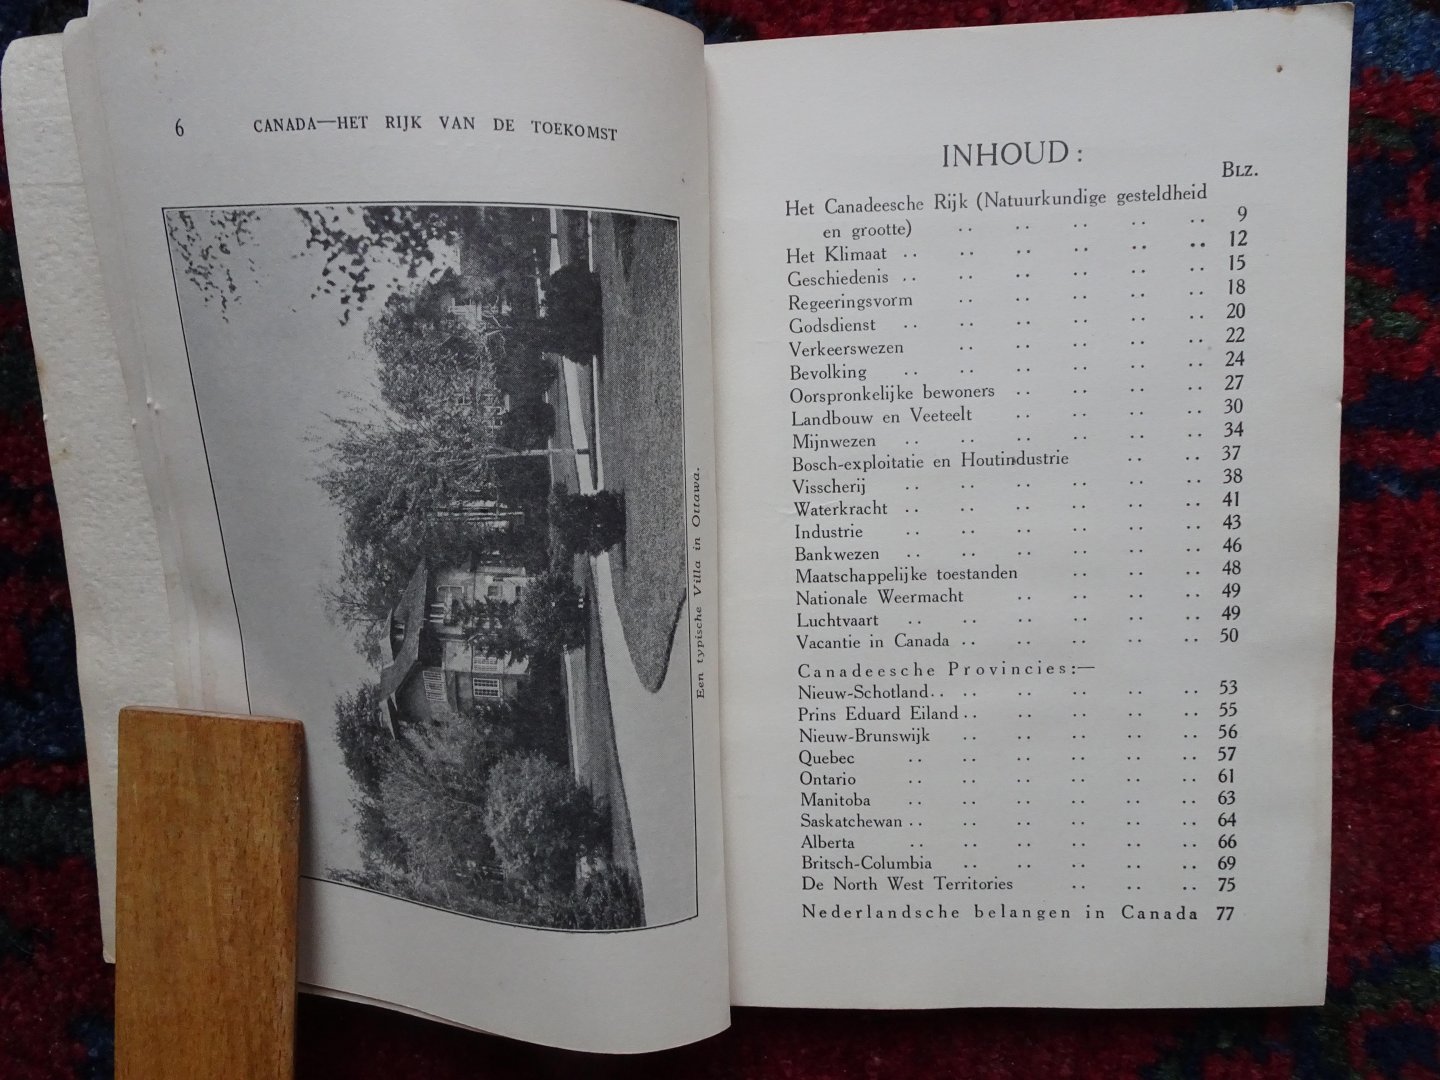 6 CANADA—HET RIJK VAN DE TOEKOMST
Een typische Villa in Ottawa.
INHOUD:
BLZ.
Het Canadeesche Rijk (Natuurkundige gesteldheid
en grootte) .. .. .. .. .. 9
Het Klimaat .. .. .. .. .. .. 12
Geschiedenis .. .. .. .. .. .. 15
Regeeringsvorm .. .. .. .. .. 18
Godsdienst .. .. .. .. .. .. 20
Verkeerswezen .. .. .. .. .. 22
Bevolking .. .. .. .. .. .. 24
Oorspronkelijke bewoners .. .. .. .. 27
Landbouw en Veeteelt .. .. .. .. 30
Mijnwezen .. .. .. .. .. .. 34
Bosch-exploitatie en Houtindustrie .. .. 37
Visscherij .. .. .. .. .. .. 38
Waterkracht .. .. .. .. .. .. 41
Industrie .. .. .. .. .. .. 43
Bankwezen .. .. .. .. .. .. 46
Maatschappelijke toestanden .. .. .. 48
Nationale Weermacht .. .. .. .. 49
Luchtvaart .. .. .. .. .. .. 49
Vacantie in Canada .. .. .. .. .. 50
Canadeesche Provincies:—
Nieuw-Schotland .. .. .. .. .. .. 53
Prins Eduard Eiland .. .. .. .. .. 55
Nieuw-Brunswijk .. .. .. .. .. 56
Quebec .. .. .. .. .. .. 57
Ontario .. .. .. .. .. .. 61
Manitoba .. .. .. .. .. .. 63
Saskatchewan .. .. .. .. .. .. 64
Alberta .. .. .. .. .. .. 66
Britsch-Columbia .. .. .. .. .. 69
De North West Territories .. .. .. 75
Nederlandsche belangen in Canada 77